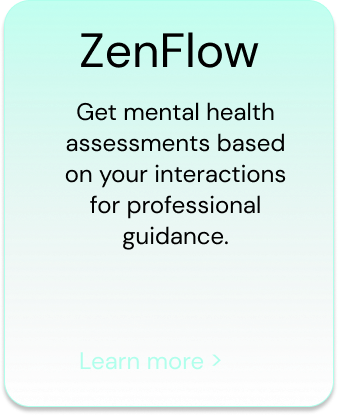 ZenFlow
Get mental health
assessments based
on your interactions
for professional
guidance.
Learn more >